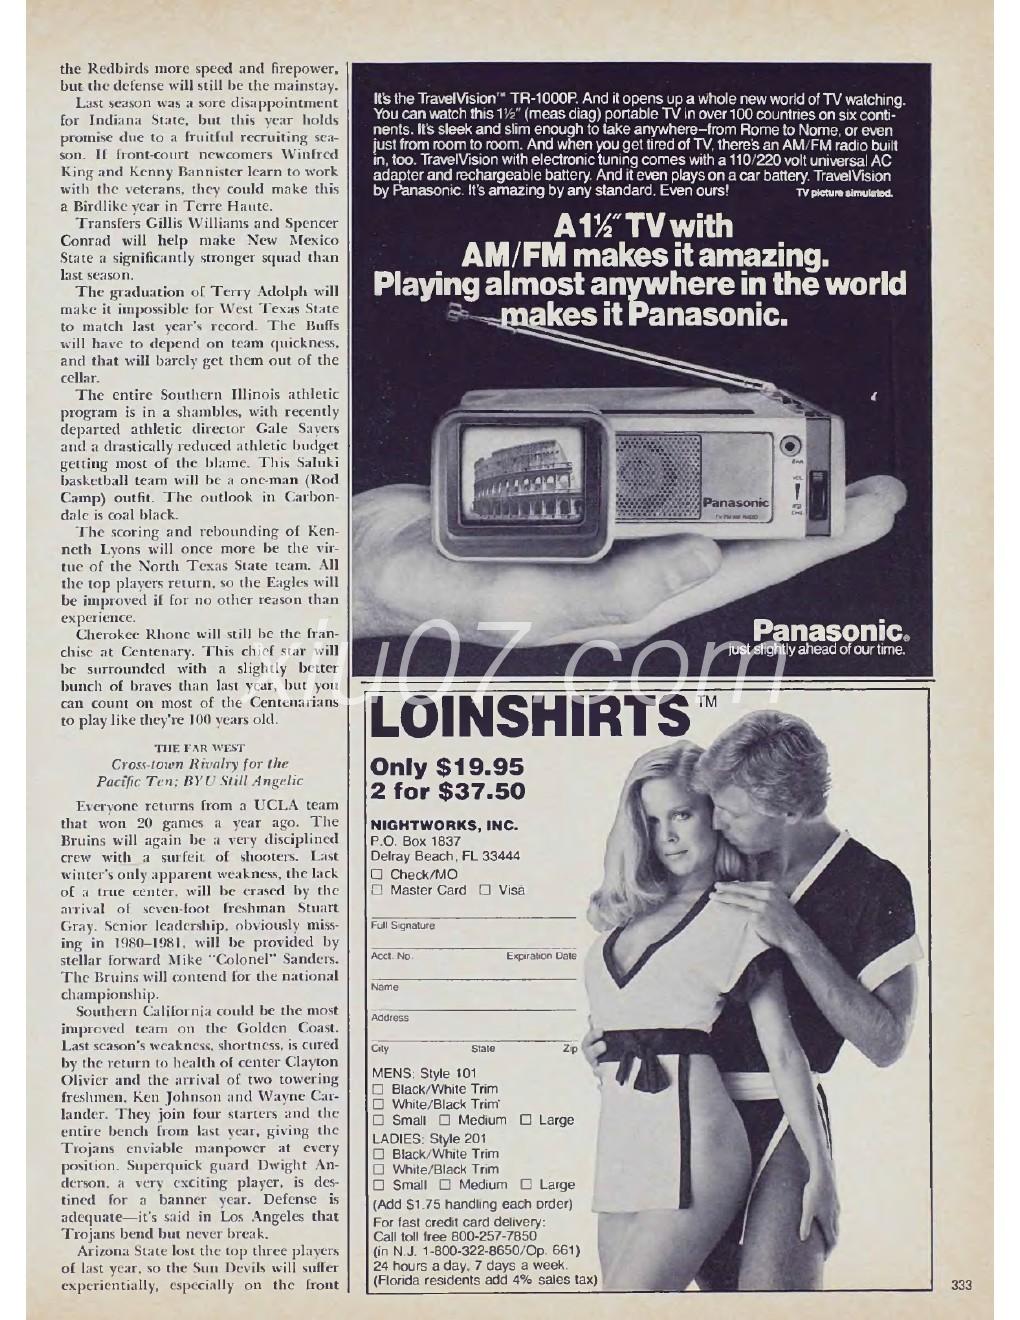 the Redbirds more speed and firepower,
but the defense will still be the mainstay.
Last season was a sore disappointment
for Indiana State, but this year holds
promise due to a fruitful recruiting sea-
son. If front-court newcomers Winfred
King and Kenny Bannister learn to work
with the veterans, they could make this
a Birdlike year in Terre Haute.
Transfers Gillis Williams and Spencer
Conrad will help make New Mexico
State a significantly stronger squad than
last season.
The graduation of Terry Adolph will
make it impossible for West Texas State
to match last year's record. The Buffs
will have to depend on team quickness,
and that will barely get them out of the
cellar.
The entire Southern Illinois athletic
program is in a shambles, with recently
departed athletic director Gale Sayers
and a drastically reduced athletic budget
getting most of the blame. This Saluki
basketball team will be a one-man (Rod
Camp) outfit. The outlook in Carbon-
dale is coal black.
The scoring and rebounding of Ken-
neth Lyons will once more be the vir-
tue of the North Texas State team. All
the top players return, so the Eagles will
be improved if for no other reason than
experience.
Cherokee Rhone will still be the fran-
chise at Centenary. This chief star will
be surrounded with a slightly better
bunch of braves than last year, but you
can count on most of the Centenarians
to play like they're 100 years old.
THE FAR WEST
Cross-town Rivalry for the
Pacific Ten; BYU Still Angelic
Everyone returns from a UCLA team
that won 20 games a year ago. The
Bruins will again be a very disciplined
crew with a surfeit of shooters. Last
winter's only apparent weakness, the lack
of a true center, will be erased by the
arrival of seven-foot freshman Stuart
Gray. Senior leadership, obviously miss-
ing in 1980–1981, will be provided by
stellar forward Mike "Colonel" Sanders.
The Bruins will contend for the national
championship.
Southern California could be the most
improved team on the Golden Coast.
Last season's weakness, shortness, is cured
by the return to health of center Clayton
Olivier and the arrival of two towering
freshmen, Ken Johnson and Wayne Car-
lander. They join four starters and the
entire bench from last year, giving the
Trojans enviable manpower at every
position. Superquick guard Dwight An-
derson, a very exciting player, is des-
tined for a banner year. Defense is
adequate—it's said in Los Angeles that
Trojans bend but never break.
Arizona State lost the top three players
of last year, so the Sun Devils will suffer
experientially, especially on the front
It's the TravelVision™ TR-1000P. And it opens up a whole new world of TV watching.
You can watch this 1½" (meas diag) portable TV in over 100 countries on six conti-
nents. It's sleek and slim enough to take anywhere–from Rome to Nome, or even
just from room to room. And when you get tired of TV, there's an AM/FM radio built
in, too. TravelVision with electronic tuning comes with a 110/220 volt universal AC
adapter and rechargeable battery. And it even plays on a car battery. TravelVision
by Panasonic. It's amazing by any standard. Even ours!
TV picture simulated.
A 1½" TV with
AM/FM makes it amazing.
Playing almost anywhere in the world
makes it Panasonic.
Panasonic
EAR
VOL
Panasonic®
just slightly ahead of our time.
xiu07.com
LOINSHIRTS™
Only $19.95
2 for $37.50
NIGHTWORKS, INC.
P.O. Box 1837
Delray Beach, FL 33444
☐ Check/MO
☐ Master Card ☐ Visa
Full Signature
Acct. No. Expiration Date
Name
Address
City State Zip
MENS: Style 101
☐ Black/White Trim
☐ White/Black Trim
☐ Small ☐ Medium ☐ Large
LADIES: Style 201
☐ Black/White Trim
☐ White/Black Trim
☐ Small ☐ Medium ☐ Large
(Add $1.75 handling each order)
For fast credit card delivery:
Call toll free 800-257-7850
(in N.J. 1-800-322-8650/Op. 661)
24 hours a day, 7 days a week.
(Florida residents add 4% sales tax)
333